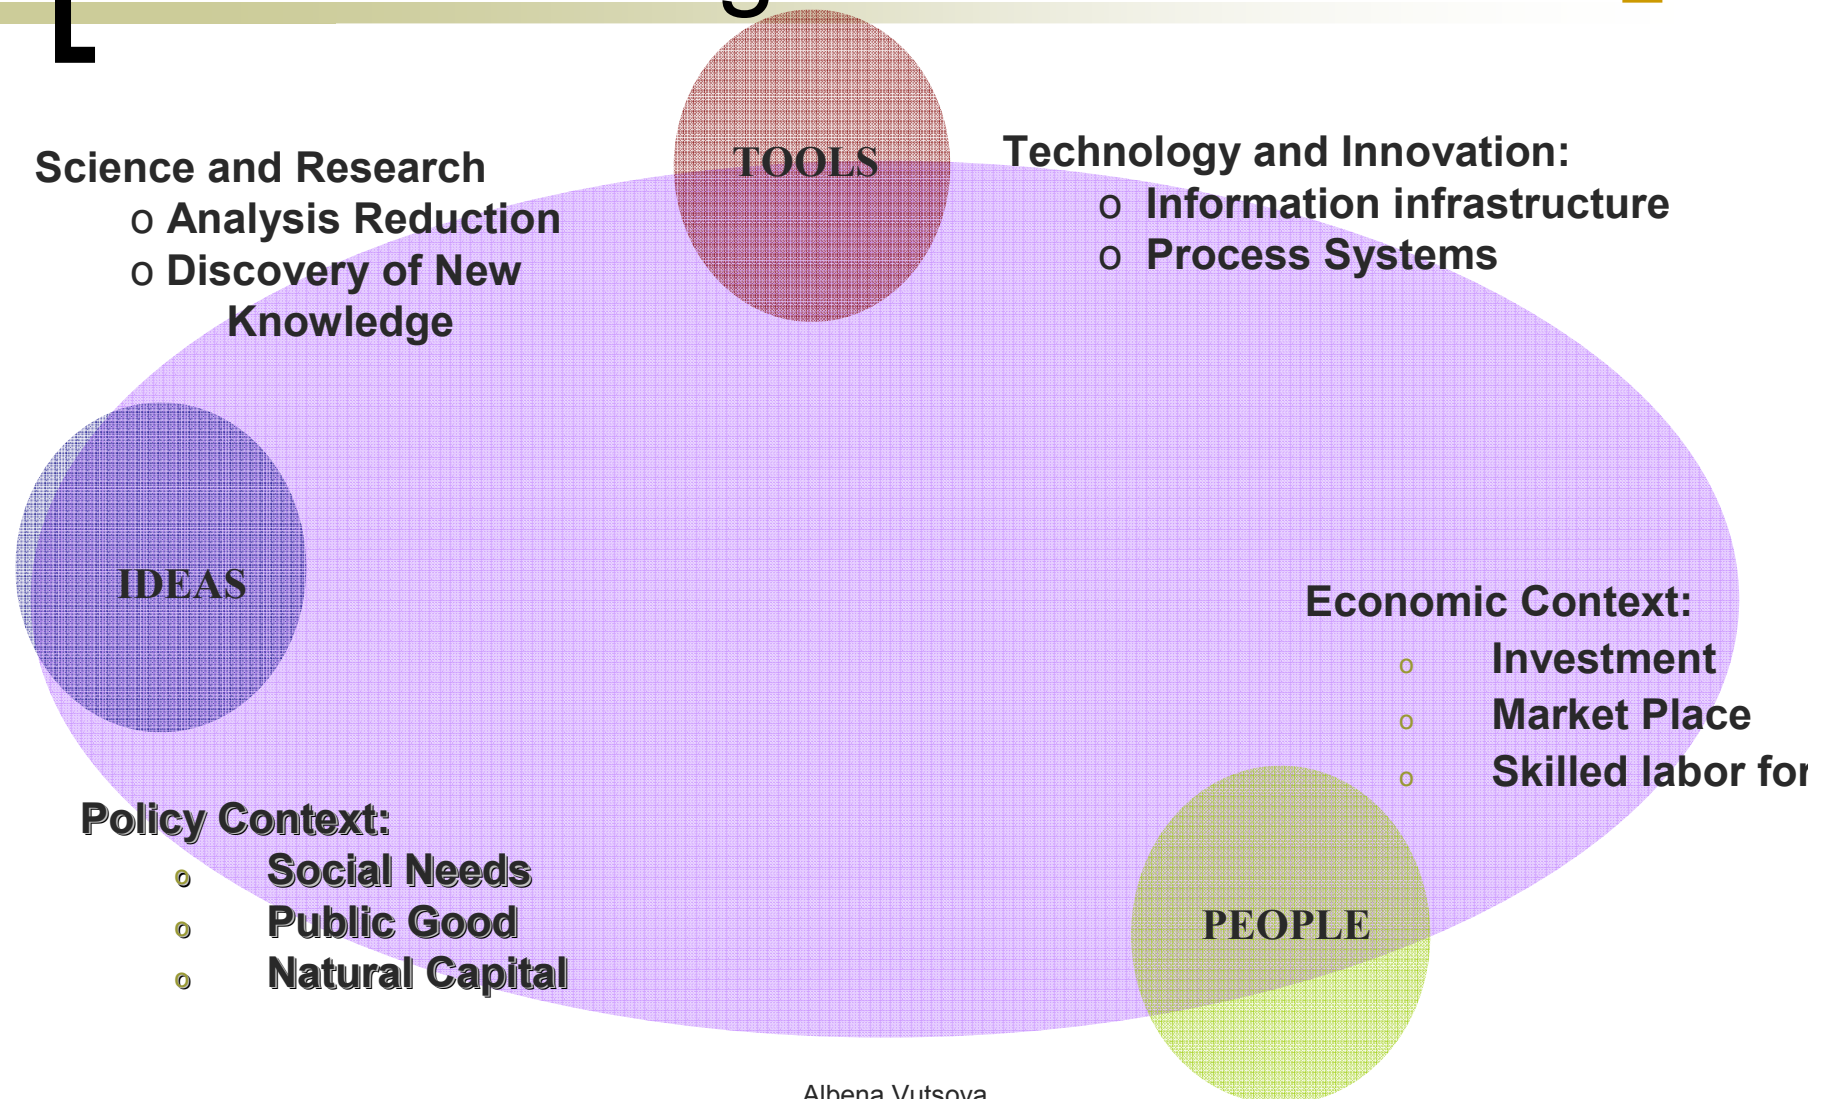 TOOLS
Science and Research
o Analysis Reduction
o Discovery of New
Knowledge
Technology and Innovation:
o Information infrastructure
o Process Systems
IDEAS
Economic Context:
o Investment
o Market Place
o Skilled labor for
Policy Context:
o Social Needs
o Public Good
o Natural Capital
PEOPLE
Albena Vutsova